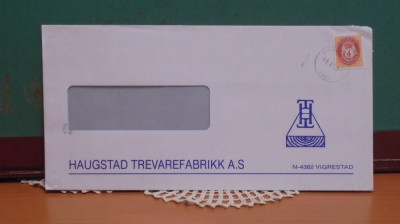 HAUGSTAD TREVAREFABRIKK A.S
N-4362 VIGRESTAD